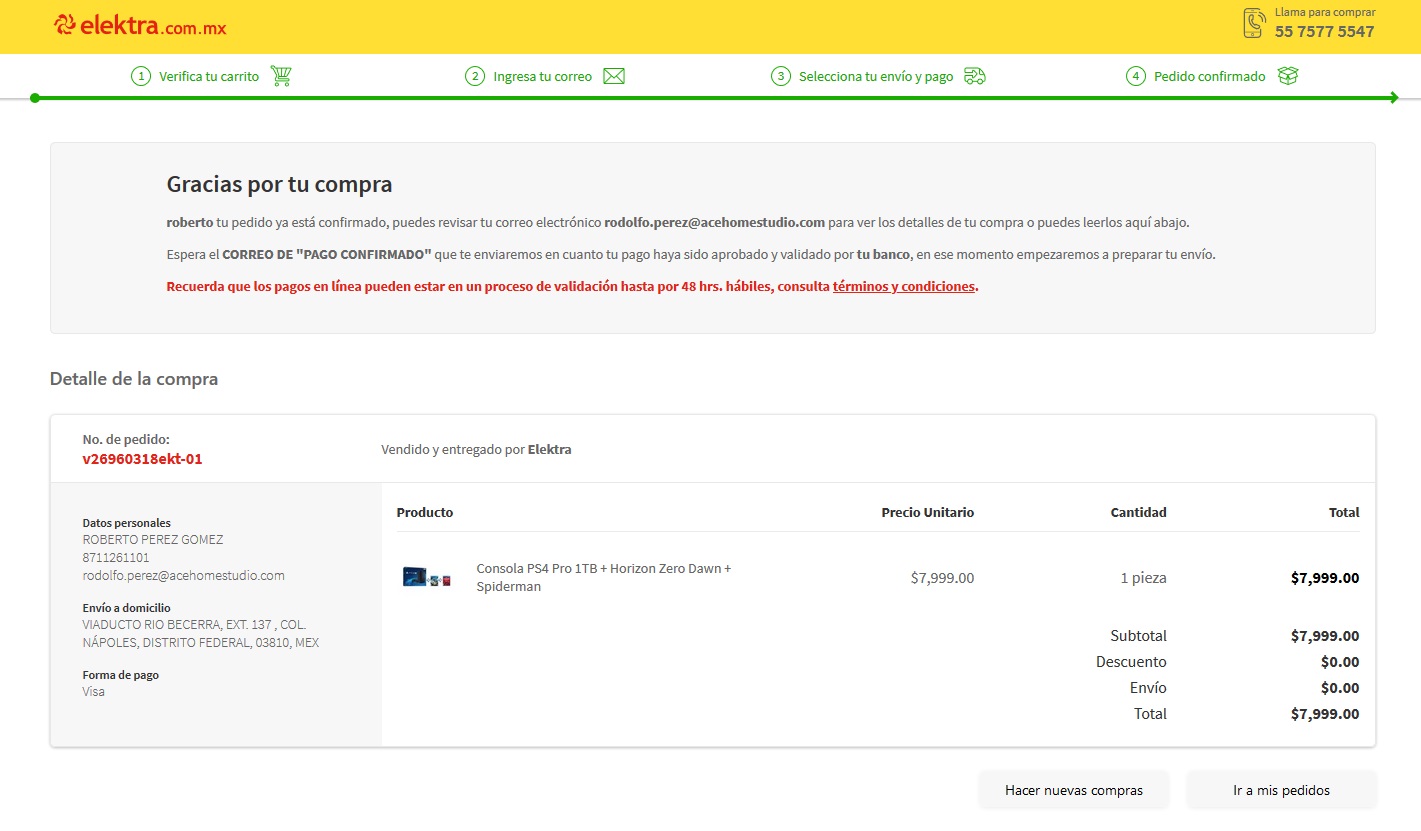 elektra.com.mx
Llama para comprar
55 7577 5547
1 Verifica tu carrito
2 Ingresa tu correo
3 Selecciona tu envío y pago
4 Pedido confirmado
Gracias por tu compra
roberto tu pedido ya está confirmado, puedes revisar tu correo electrónico rodolfo.perez@acehomestudio.com para ver los detalles de tu compra o puedes leerlos aquí abajo.
Espera el CORREO DE "PAGO CONFIRMADO" que te enviaremos en cuanto tu pago haya sido aprobado y validado por tu banco, en ese momento empezaremos a preparar tu envío.
Recuerda que los pagos en línea pueden estar en un proceso de validación hasta por 48 hrs. hábiles, consulta términos y condiciones.
Detalle de la compra
No. de pedido:
v26960318ekt-01
Vendido y entregado por Elektra
Datos personales
ROBERTO PEREZ GOMEZ
8711261101
rodolfo.perez@acehomestudio.com
Envío a domicilio
VIADUCTO RIO BECERRA, EXT. 137 , COL.
NÁPOLES, DISTRITO FEDERAL, 03810, MEX
Forma de pago
Visa
Producto Precio Unitario Cantidad Total
Consola PS4 Pro 1TB + Horizon Zero Dawn +
Spiderman
$7,999.00 1 pieza $7,999.00
Subtotal $7,999.00
Descuento $0.00
Envío $0.00
Total $7,999.00
Hacer nuevas compras
Ir a mis pedidos